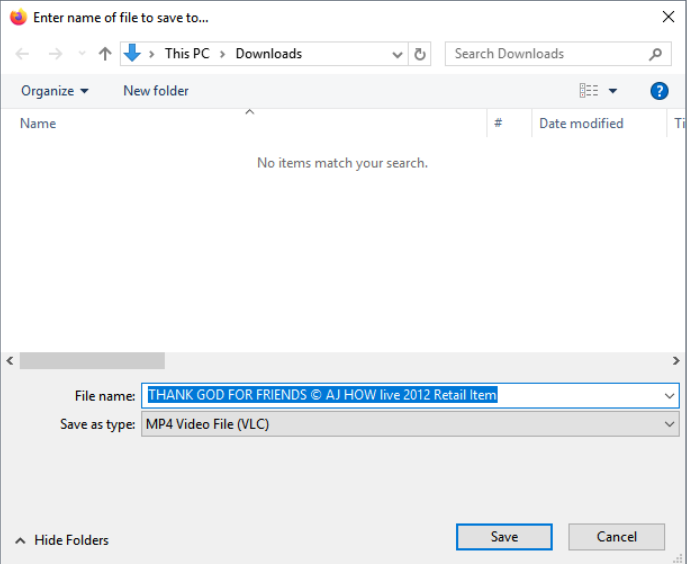 Enter name of file to save to...
This PC > Downloads
Search Downloads
Organize
New folder
?
Name
#
Date modified
Ti
No items match your search.
File name: THANK GOD FOR FRIENDS © AJ HOW live 2012 Retail Item
Save as type: MP4 Video File (VLC)
Hide Folders
Save
Cancel